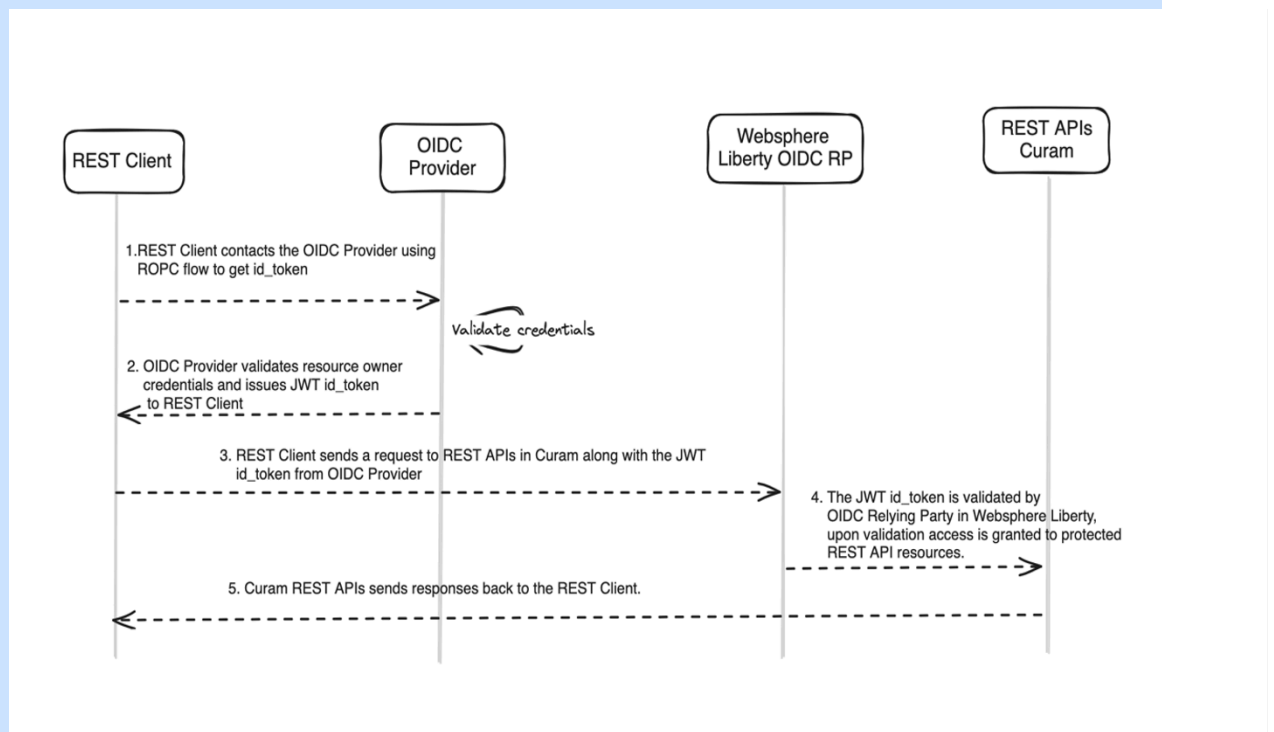 REST Client
OIDC
Provider
Websphere
Liberty OIDC RP
REST APIs
Curam
1.REST Client contacts the OIDC Provider using
ROPC flow to get id_token
Validate credentials
2. OIDC Provider validates resource owner
credentials and issues JWT id_token
to REST Client
3. REST Client sends a request to REST APIs in Curam along with the JWT
id_token from OIDC Provider
4. The JWT id_token is validated by
OIDC Relying Party in Websphere Liberty,
upon validation access is granted to protected
REST API resources.
5. Curam REST APIs sends responses back to the REST Client.